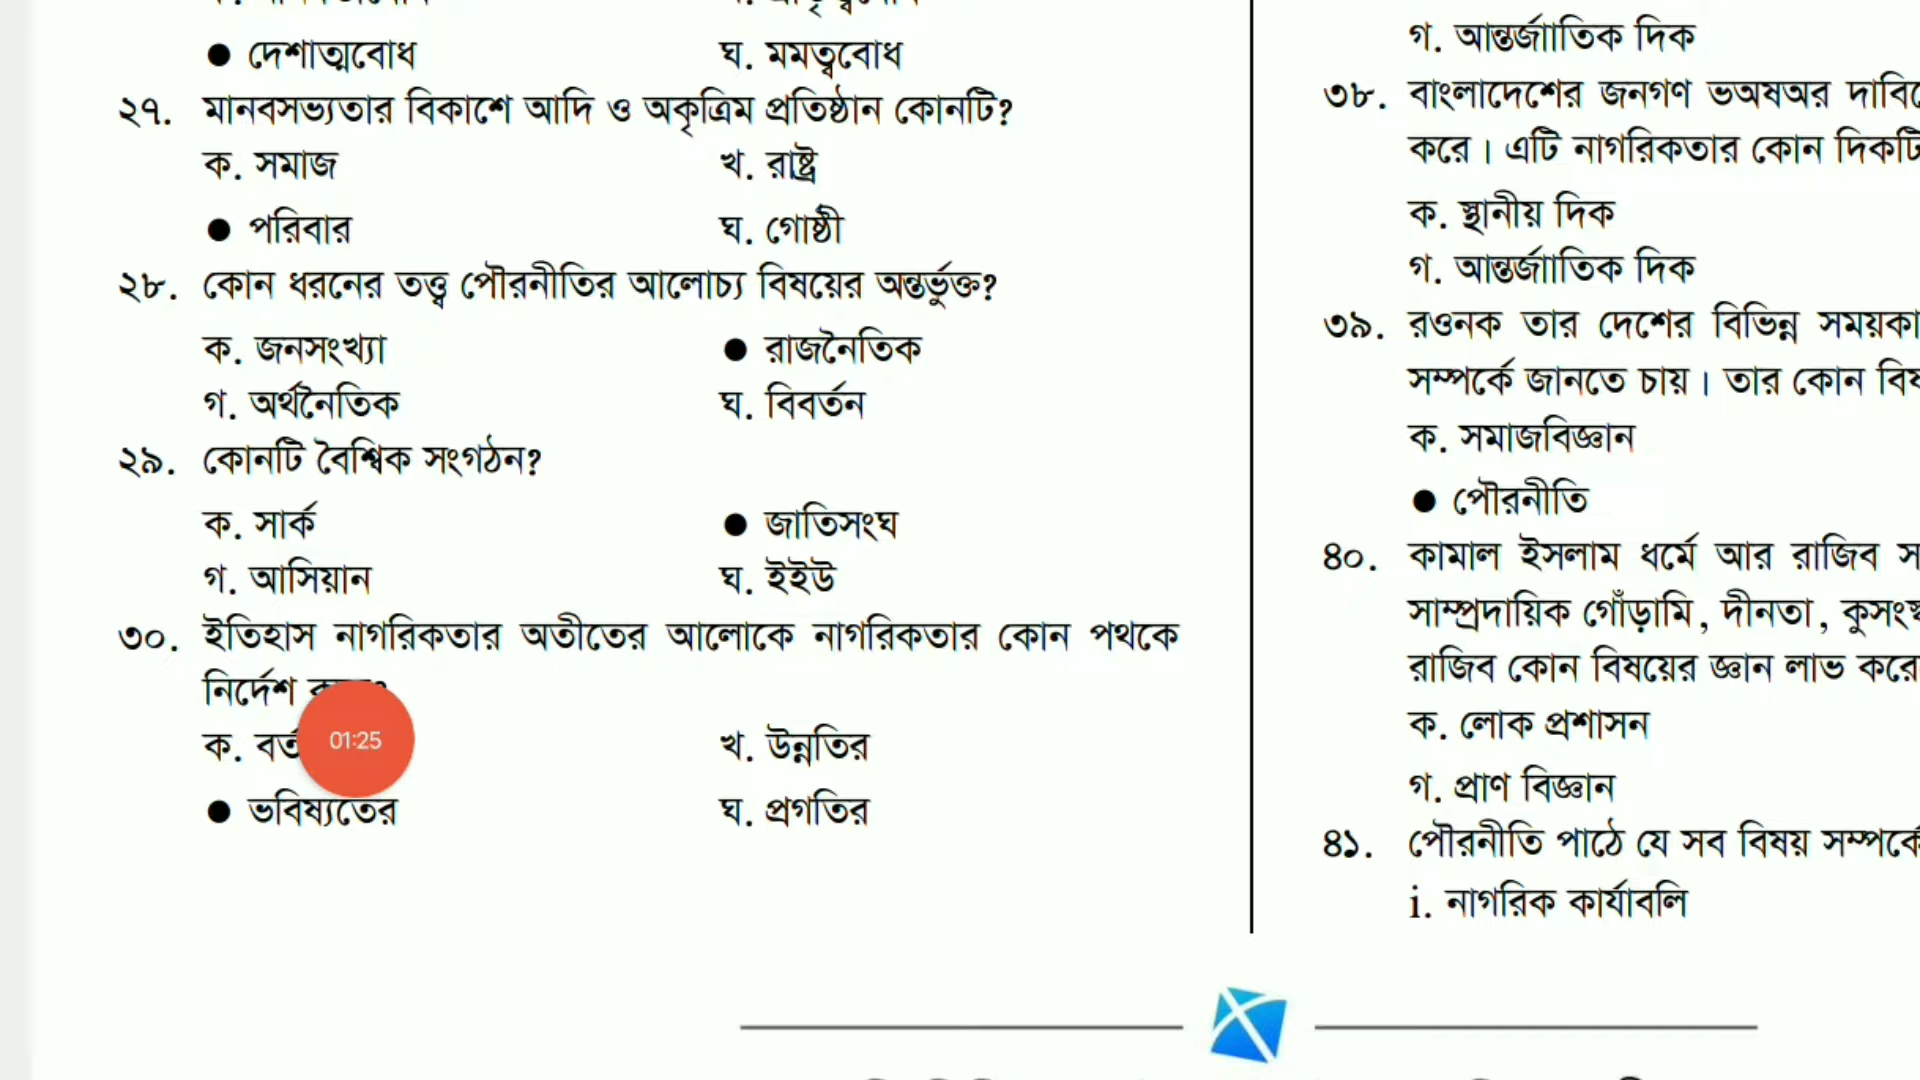 ● দেশাত্মবোধ ঘ. মমত্ববোধ
২৭. মানবসভ্যতার বিকাশে আদি ও অকৃত্রিম প্রতিষ্ঠান কোনটি?
ক. সমাজ খ. রাষ্ট্র
● পরিবার ঘ. গোষ্ঠী
২৮. কোন ধরনের তত্ত্ব পৌরনীতির আলোচ্য বিষয়ের অন্তর্ভুক্ত?
ক. জনসংখ্যা ● রাজনৈতিক
গ. অর্থনৈতিক ঘ. বিবর্তন
২৯. কোনটি বৈশ্বিক সংগঠন?
ক. সার্ক ● জাতিসংঘ
গ. আসিয়ান ঘ. ইইউ
৩০. ইতিহাস নাগরিকতার অতীতের আলোকে নাগরিকতার কোন পথকে
নির্দেশ
ক. খ. উন্নতির
01:25
● ভবিষ্যতের ঘ. প্রগতির
গ. আন্তর্জাাতিক দিক
৩৮. বাংলাদেশের জনগণ ভঅষঅর
করে। এটি নাগরিকতার কোন দিকটি
ক. স্থানীয় দিক
গ. আন্তর্জাাতিক দিক
৩৯. রওনক তার দেশের বিভিন্ন
সম্পর্কে জানতে চায়। তার কোন
ক. সমাজবিজ্ঞান
● পৌরনীতি
৪০. কামাল ইসলাম ধর্মে আর রাজিব
সাম্প্রদায়িক গোঁড়ামি, দীনতা,
রাজিব কোন বিষয়ের জ্ঞান লাভ করে
ক. লোক প্রশাসন
গ. প্রাণ বিজ্ঞান
৪১. পৌরনীতি পাঠে যে সব বিষয় সম্পর্কে
i. নাগরিক কার্যাবলি